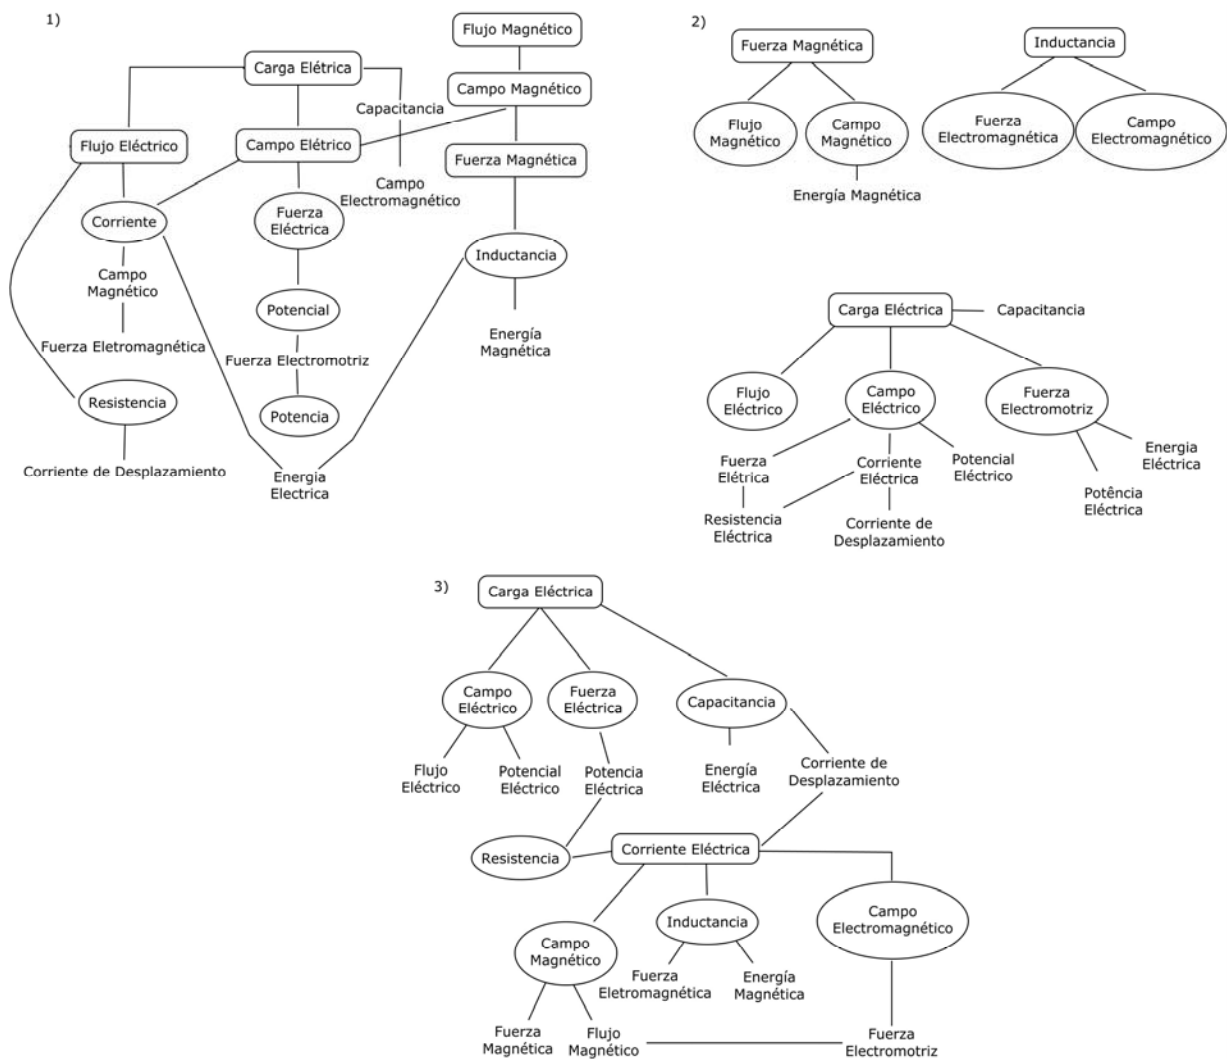 1)
Flujo Magnético
Carga Elétrica
Campo Magnético
Capacitancia
Flujo Eléctrico
Campo Elétrico
Fuerza Magnética
Campo
Electromagnético
Corriente
Fuerza
Eléctrica
Inductancia
Campo
Magnético
Potencial
Energía
Magnética
Fuerza Eletromagnética
Fuerza Electromotriz
Resistencia
Potencia
Corriente de Desplazamiento
Energia
Electrica
2)
Fuerza Magnética
Inductancia
Flujo
Magnético
Campo
Magnético
Fuerza
Electromagnética
Campo
Electromagnético
Energía Magnética
Carga Eléctrica
Capacitancia
Flujo
Eléctrico
Campo
Eléctrico
Fuerza
Electromotriz
Fuerza
Elétrica
Corriente
Eléctrica
Potencial
Eléctrico
Energia
Eléctrica
Potência
Eléctrica
Resistencia
Eléctrica
Corriente de
Desplazamiento
3)
Carga Eléctrica
Campo
Eléctrico
Fuerza
Eléctrica
Capacitancia
Flujo
Eléctrico
Potencial
Eléctrico
Potencia
Eléctrica
Energía
Eléctrica
Corriente de
Desplazamiento
Resistencia
Corriente Eléctrica
Campo
Magnético
Inductancia
Campo
Electromagnético
Fuerza
Eletromagnética
Energía
Magnética
Fuerza
Magnética
Flujo
Magnético
Fuerza
Electromotriz